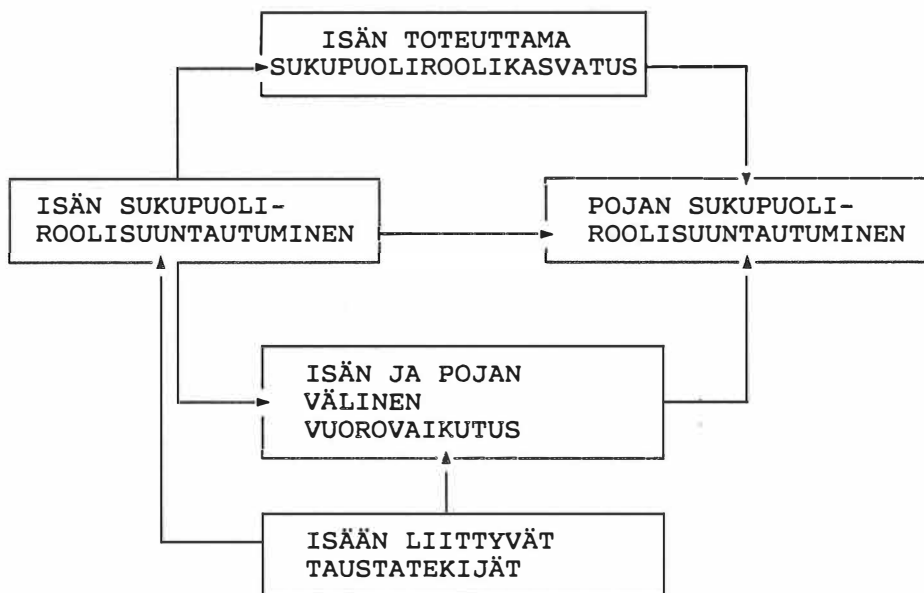 ISÄN TOTEUTTAMA
SUKUPUOLIROOLIKASVATUS
ISÄN SUKUPUOLI-
ROOLISUUNTAUTUMINEN
POJAN SUKUPUOLI-
ROOLISUUNTAUTUMINEN
ISÄN JA POJAN
VÄLINEN
VUOROVAIKUTUS
ISÄÄN LIITTYVÄT
TAUSTATEKIJÄT